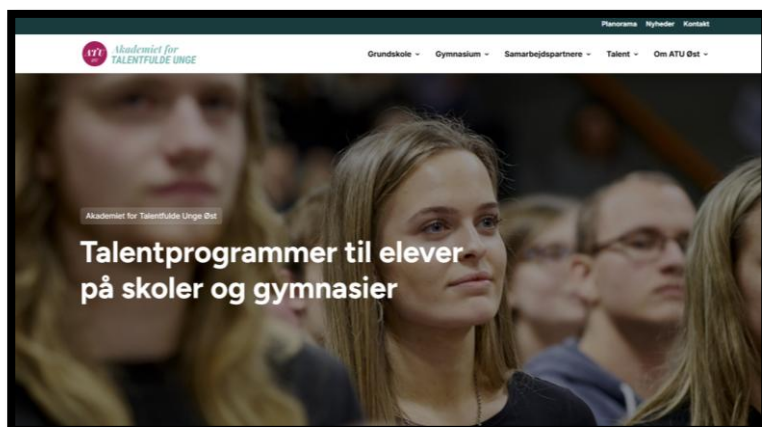 Planorama Nyheder Kontakt
ATU
ØST
Akademiet for
TALENTFULDE UNGE
Grundskole Gymnasium Samarbejdspartnere Talent Om ATU Øst
Akademiet for Talentfulde Unge Øst
Talentprogrammer til elever
på skoler og gymnasier